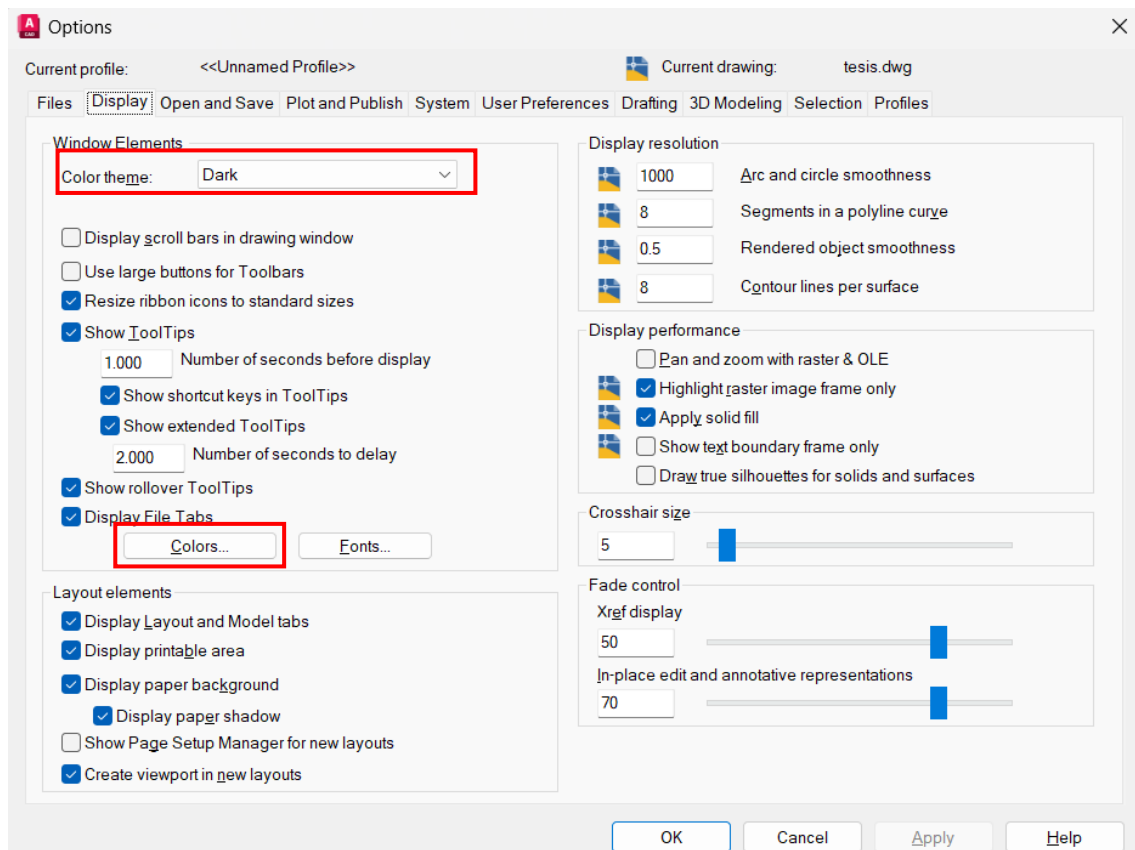 A
CAD
Options
Current profile: <<Unnamed Profile>> Current drawing: tesis.dwg
Files Display Open and Save Plot and Publish System User Preferences Drafting 3D Modeling Selection Profiles
Window Elements
Color theme: Dark
Display scroll bars in drawing window
Use large buttons for Toolbars
Resize ribbon icons to standard sizes
Show ToolTips
1.000 Number of seconds before display
Show shortcut keys in ToolTips
Show extended ToolTips
2.000 Number of seconds to delay
Show rollover ToolTips
Display File Tabs
Colors... Fonts...
Layout elements
Display Layout and Model tabs
Display printable area
Display paper background
Display paper shadow
Show Page Setup Manager for new layouts
Create viewport in new layouts
Display resolution
1000 Arc and circle smoothness
8 Segments in a polyline curve
0.5 Rendered object smoothness
8 Contour lines per surface
Display performance
Pan and zoom with raster & OLE
Highlight raster image frame only
Apply solid fill
Show text boundary frame only
Draw true silhouettes for solids and surfaces
Crosshair size
5
Fade control
Xref display
50
In-place edit and annotative representations
70
OK Cancel Apply Help